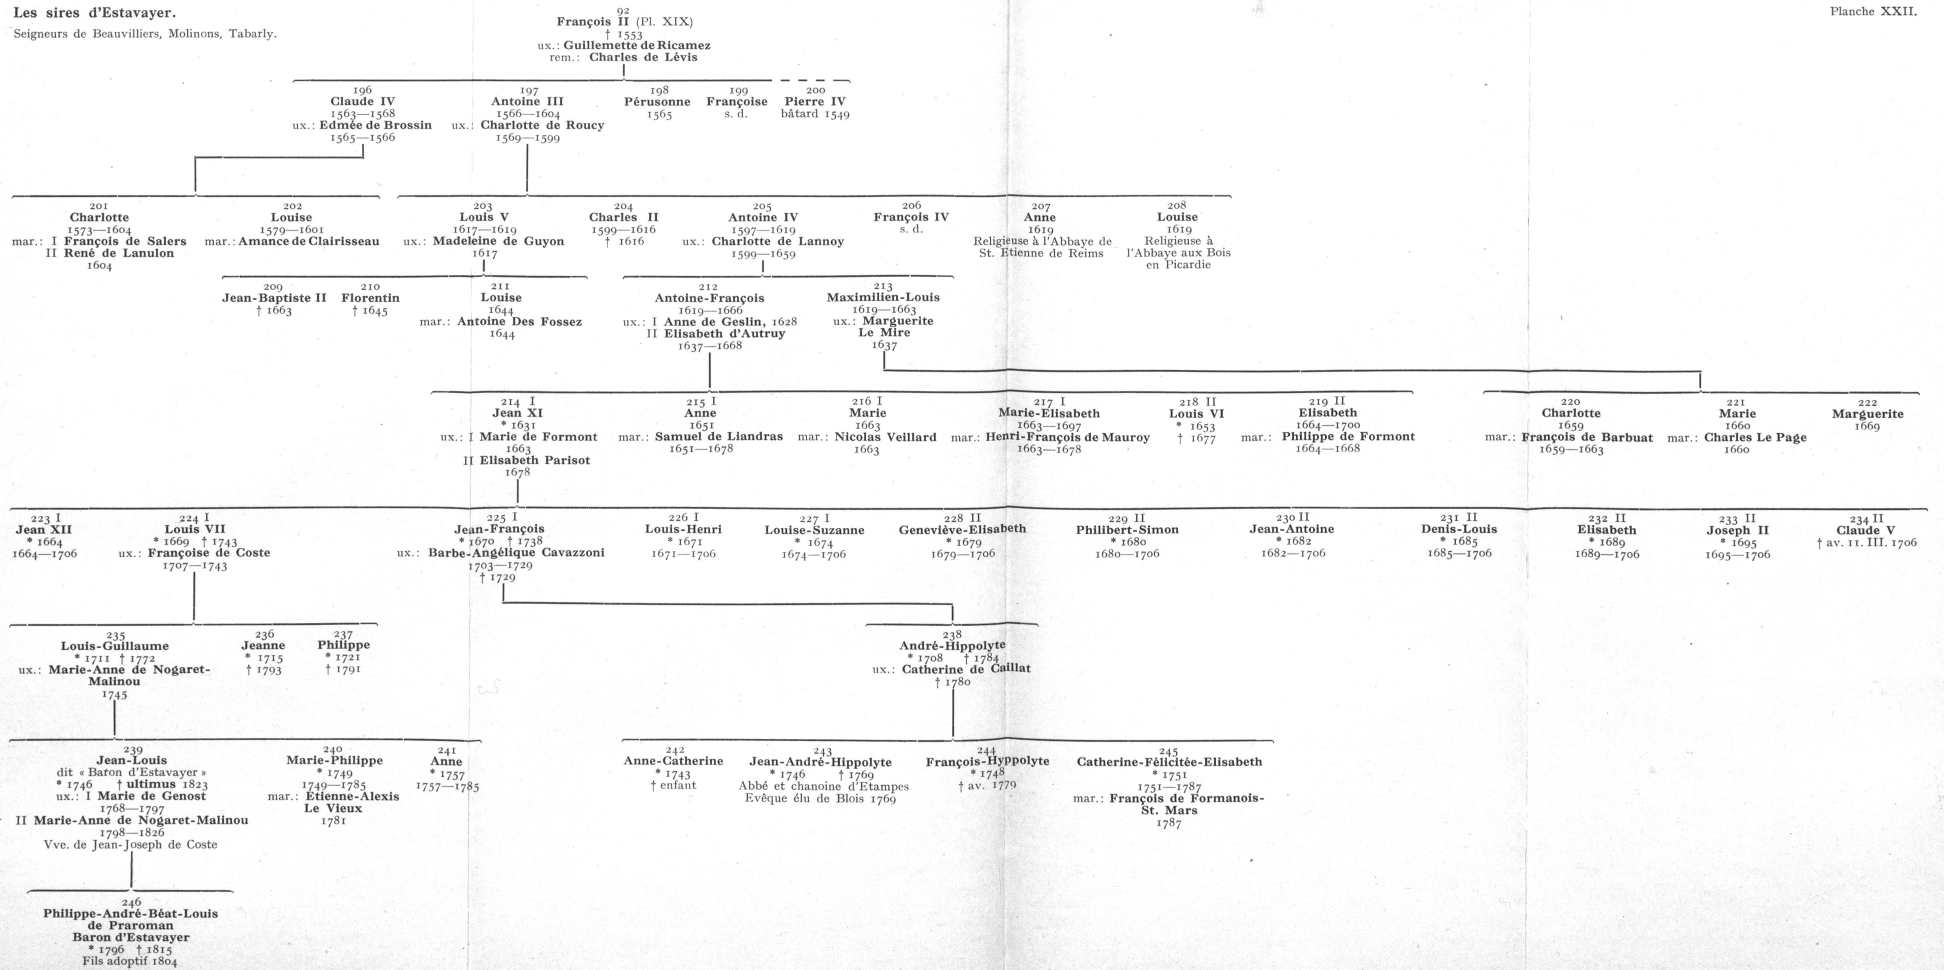 Les sires d'Estavayer.
Seigneurs de Beauvilliers, Molinons, Tabarly.
Planche XXII.
92
François II (Pl. XIX)
† 1553
ux.: Guillemette de Ricamez
rem.: Charles de Lévis
196
Claude IV
1563—1568
ux.: Edmée de Brossin
1565—1566
197
Antoine III
1566—1604
ux.: Charlotte de Roucy
1569—1599
198
Pérusonne
1565
199
Françoise
s. d.
200
Pierre IV
bâtard 1549
201
Charlotte
1573—1604
mar.: I François de Salers
II René de Lanulon
1604
202
Louise
1579—1601
mar.: Amance de Clairisseau
203
Louis V
1617—1619
ux.: Madeleine de Guyon
1617
204
Charles II
1599—1616
† 1616
205
Antoine IV
1597—1619
ux.: Charlotte de Lannoy
1599—1659
206
François IV
s. d.
207
Anne
1619
Religieuse à l'Abbaye de
St. Etienne de Reims
208
Louise
1619
Religieuse à
l'Abbaye aux Bois
en Picardie
209
Jean-Baptiste II
† 1663
210
Florentin
† 1645
211
Louise
1644
mar.: Antoine Des Fossez
1644
212
Antoine-François
1619—1666
ux.: I Anne de Geslin, 1628
II Elisabeth d'Autruy
1637—1668
213
Maximilien-Louis
1619—1663
ux.: Marguerite
Le Mire
1637
214 I
Jean XI
* 1631
ux.: I Marie de Formont
1663
II Elisabeth Parisot
1678
215 I
Anne
1651
mar.: Samuel de Liandras
1651—1678
216 I
Marie
1663
mar.: Nicolas Veillard
1663
217 I
Marie-Elisabeth
1663—1697
mar.: Henri-François de Mauroy
1663—1678
218 II
Louis VI
* 1653
† 1677
219 II
Elisabeth
1664—1700
mar.: Philippe de Formont
1664—1668
220
Charlotte
1659
mar.: François de Barbuat
1659—1663
221
Marie
1660
mar.: Charles Le Page
1660
222
Marguerite
1669
223 I
Jean XII
* 1664
1664—1706
224 I
Louis VII
* 1669 † 1743
ux.: Françoise de Coste
1707—1743
225 I
Jean-François
* 1670 † 1738
ux.: Barbe-Angélique Cavazzoni
1703—1729
† 1729
226 I
Louis-Henri
* 1671
1671—1706
227 I
Louise-Suzanne
* 1674
1674—1706
228 II
Geneviève-Elisabeth
* 1679
1679—1706
229 II
Philibert-Simon
* 1680
1680—1706
230 II
Jean-Antoine
* 1682
1682—1706
231 II
Denis-Louis
* 1685
1685—1706
232 II
Elisabeth
* 1689
1689—1706
233 II
Joseph II
* 1695
1695—1706
234 II
Claude V
† av. 11. III. 1706
235
Louis-Guillaume
* 1711 † 1772
ux.: Marie-Anne de Nogaret-
Malinou
1745
236
Jeanne
* 1715
† 1793
237
Philippe
* 1721
† 1791
238
André-Hippolyte
* 1708 † 1784
ux.: Catherine de Caillat
† 1780
239
Jean-Louis
dit « Baron d'Estavayer »
* 1746 † ultimus 1823
ux.: I Marie de Genost
1768—1797
II Marie-Anne de Nogaret-Malinou
1798—1826
Vve. de Jean-Joseph de Coste
240
Marie-Philippe
* 1749
1749—1785
mar.: Etienne-Alexis
Le Vieux
1781
241
Anne
* 1757
1757—1785
242
Anne-Catherine
* 1743
† enfant
243
Jean-André-Hippolyte
* 1746 † 1769
Abbé et chanoine d'Etampes
Evêque élu de Blois 1769
244
François-Hyppolyte
* 1748
† av. 1779
245
Catherine-Félicitée-Elisabeth
* 1751
1751—1787
mar.: François de Formanois-
St. Mars
1787
246
Philippe-André-Béat-Louis
de Praroman
Baron d'Estavayer
* 1796 † 1815
Fils adoptif 1804